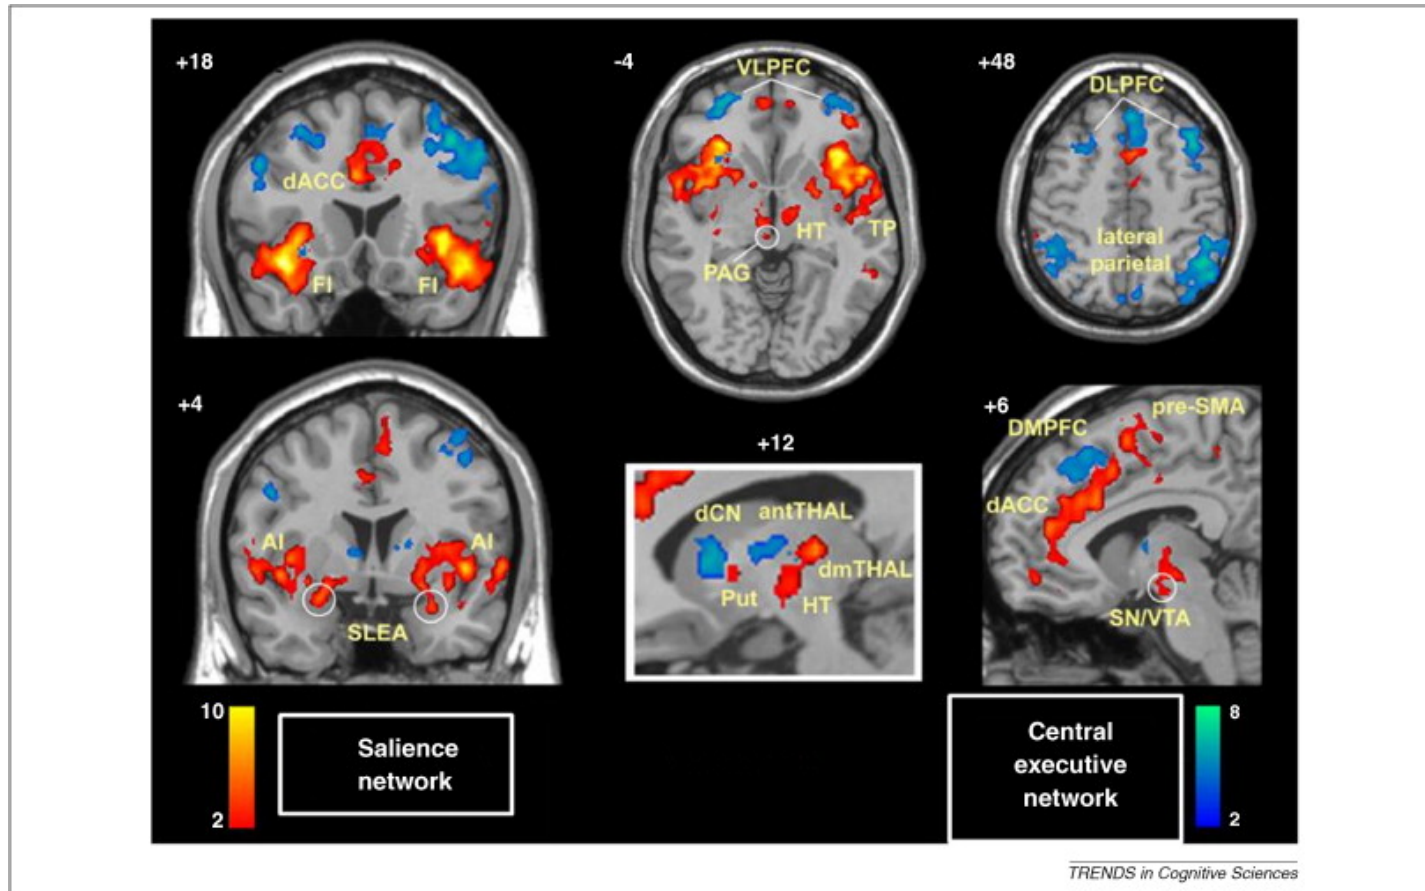 +18
dACC
FI
FI
-4
VLPFC
HT
TP
PAG
+48
DLPFC
lateral
parietal
+4
AI
AI
SLEA
+12
dCN
antTHAL
dmTHAL
Put
HT
+6
pre-SMA
DMPFC
dACC
SN/VTA
10
2
Salience
network
Central
executive
network
8
2
TRENDS in Cognitive Sciences